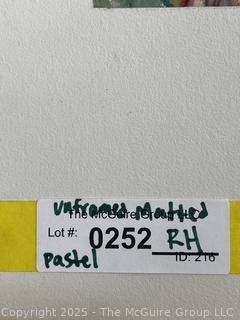 unframed Matted
The McGuire Group, LLC
Lot #: 0252 RH
Pastel ID: 216
Copyright 2025 - The McGuire Group LLC